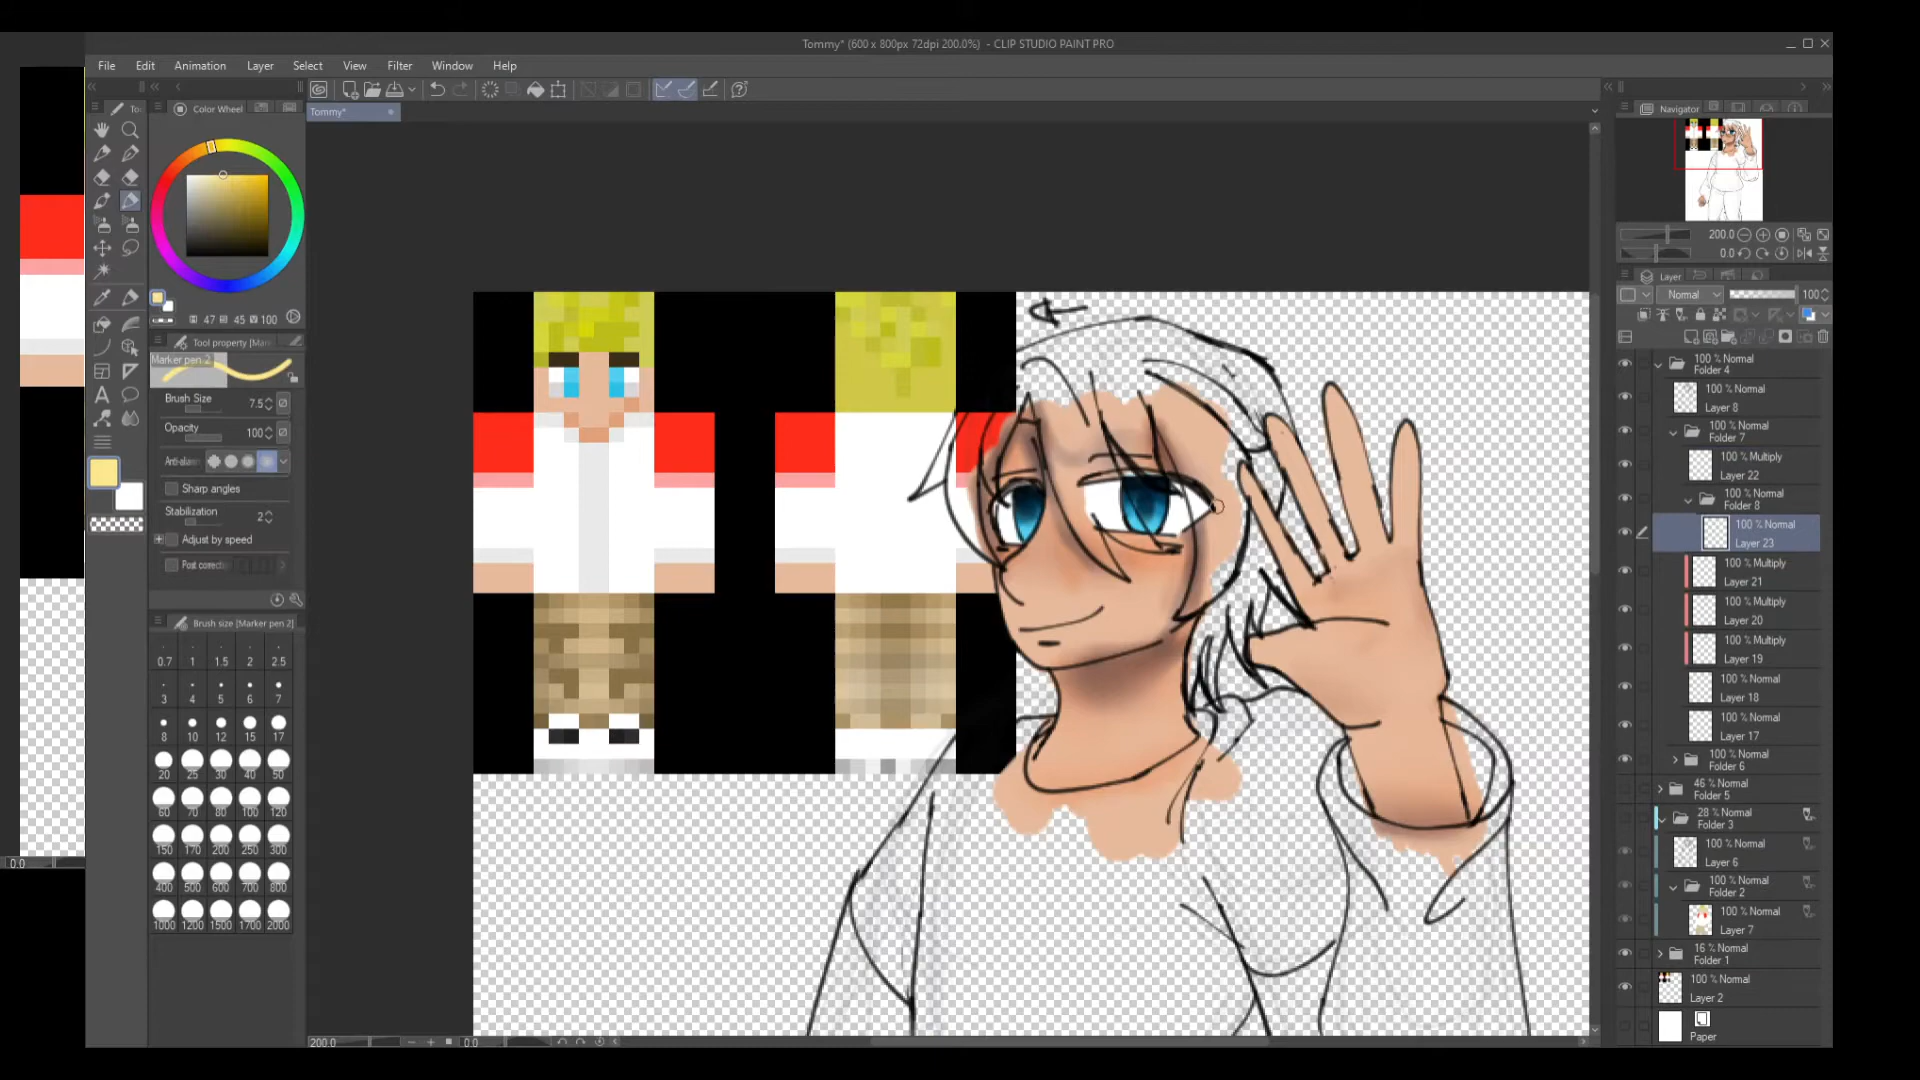 Tommy* (600 x 800px 72dpi 200.0%) - CLIP STUDIO PAINT PRO
File Edit Animation Layer Select View Filter Window Help
Color Wheel
Tommy*
Navigator
200.0
0.0
Layer
Normal 100
47 45 100
Tool property [Mar
Marker pen 2
Brush Size 7.5
Opacity 100
Anti-alias
Sharp angles
Stabilization 2
Adjust by speed
Post correctio
Brush size [Marker pen 2]
0.7 1 1.5 2 2.5
3 4 5 6 7
8 10 12 15 17
20 25 30 40 50
60 70 80 100 120
150 170 200 250 300
400 500 600 700 800
1000 1200 1500 1700 2000
100 % Normal
Folder 4
100 % Normal
Layer 8
100 % Normal
Folder 7
100 % Multiply
Layer 22
100 % Normal
Folder 8
100 % Normal
Layer 23
100 % Multiply
Layer 21
100 % Multiply
Layer 20
100 % Multiply
Layer 19
100 % Normal
Layer 18
100 % Normal
Layer 17
100 % Normal
Folder 6
46 % Normal
Folder 5
28 % Normal
Folder 3
100 % Normal
Layer 6
100 % Normal
Folder 2
100 % Normal
Layer 7
16 % Normal
Folder 1
100 % Normal
Layer 2
Paper
0.0
200.0 0.0